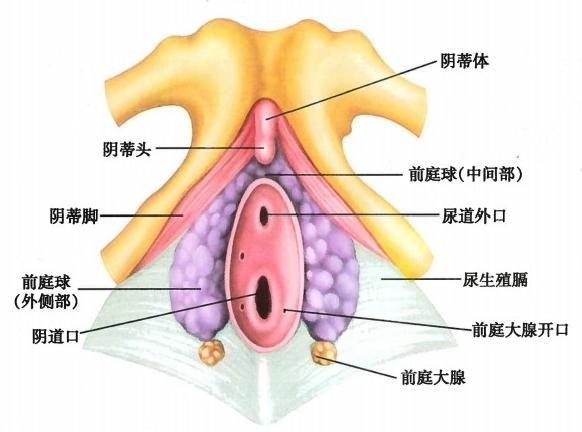 阴蒂体
阴蒂头
前庭球(中间部)
阴蒂脚
尿道外口
前庭球
(外侧部)
尿生殖膈
阴道口
前庭大腺开口
前庭大腺